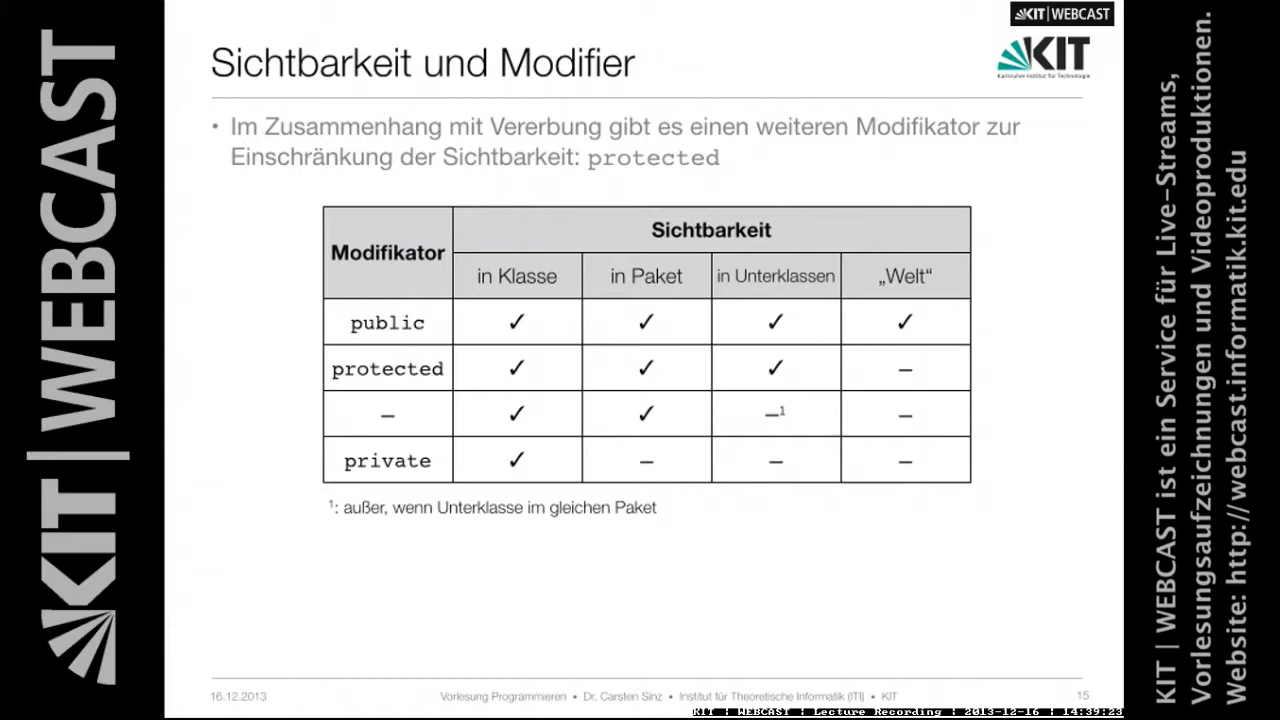 KIT | WEBCAST
KIT | WEBCAST
KIT
Karlsruher Institut für Technologie
Sichtbarkeit und Modifier
• Im Zusammenhang mit Vererbung gibt es einen weiteren Modifikator zur
Einschränkung der Sichtbarkeit: protected
Modifikator
Sichtbarkeit
in Klasse in Paket in Unterklassen „Welt“
public ✓ ✓ ✓ ✓
protected ✓ ✓ ✓ –
– ✓ ✓ –¹ –
private ✓ – – –
¹: außer, wenn Unterklasse im gleichen Paket
16.12.2013 Vorlesung Programmieren • Dr. Carsten Sinz • Institut für Theoretische Informatik (ITI) • KIT 15
KIT : WEBCAST : Lecture Recording : 2013-12-16 : 14:39:23
KIT | WEBCAST ist ein Service für Live-Streams,
Vorlesungsaufzeichnungen und Videoproduktionen.
Website: http://webcast.informatik.kit.edu